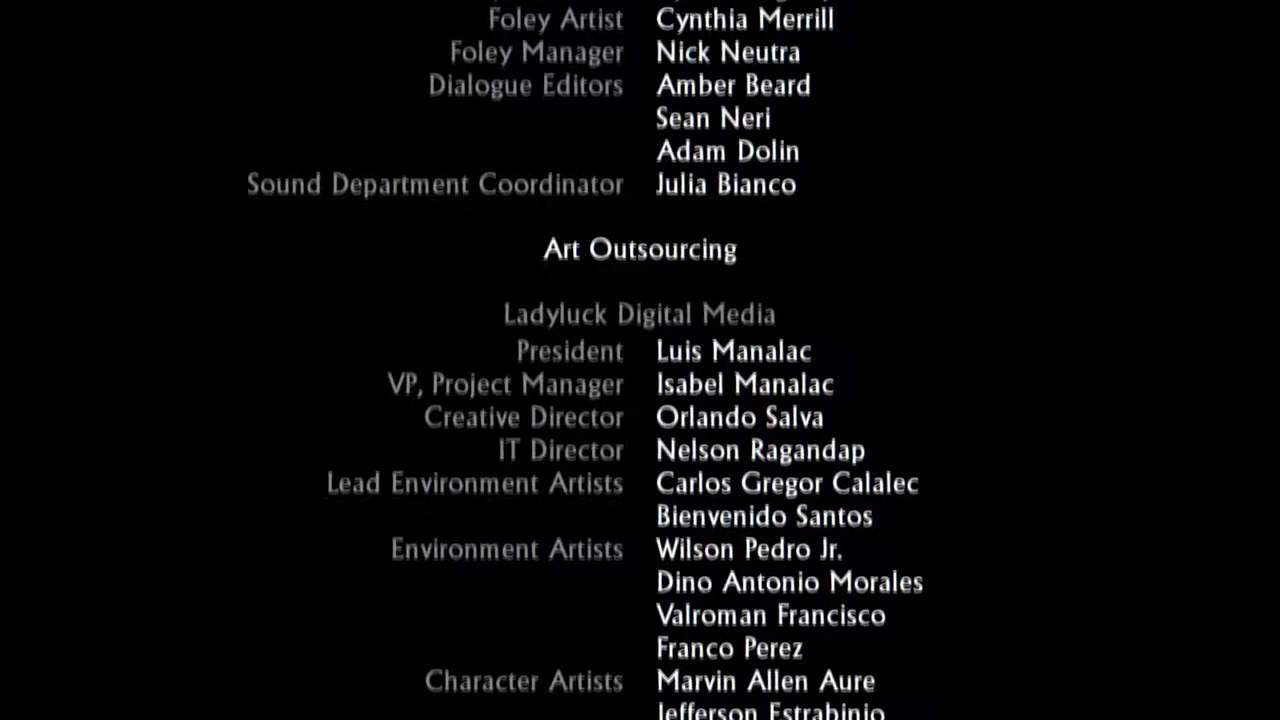 Foley Artist Cynthia Merrill
Foley Manager Nick Neutra
Dialogue Editors Amber Beard
Sean Neri
Adam Dolin
Sound Department Coordinator Julia Bianco
Art Outsourcing
Ladyluck Digital Media
President Luis Manalac
VP, Project Manager Isabel Manalac
Creative Director Orlando Salva
IT Director Nelson Ragandap
Lead Environment Artists Carlos Gregor Calalec
Bienvenido Santos
Environment Artists Wilson Pedro Jr.
Dino Antonio Morales
Valroman Francisco
Franco Perez
Character Artists Marvin Allen Aure
Jefferson Estrabinio